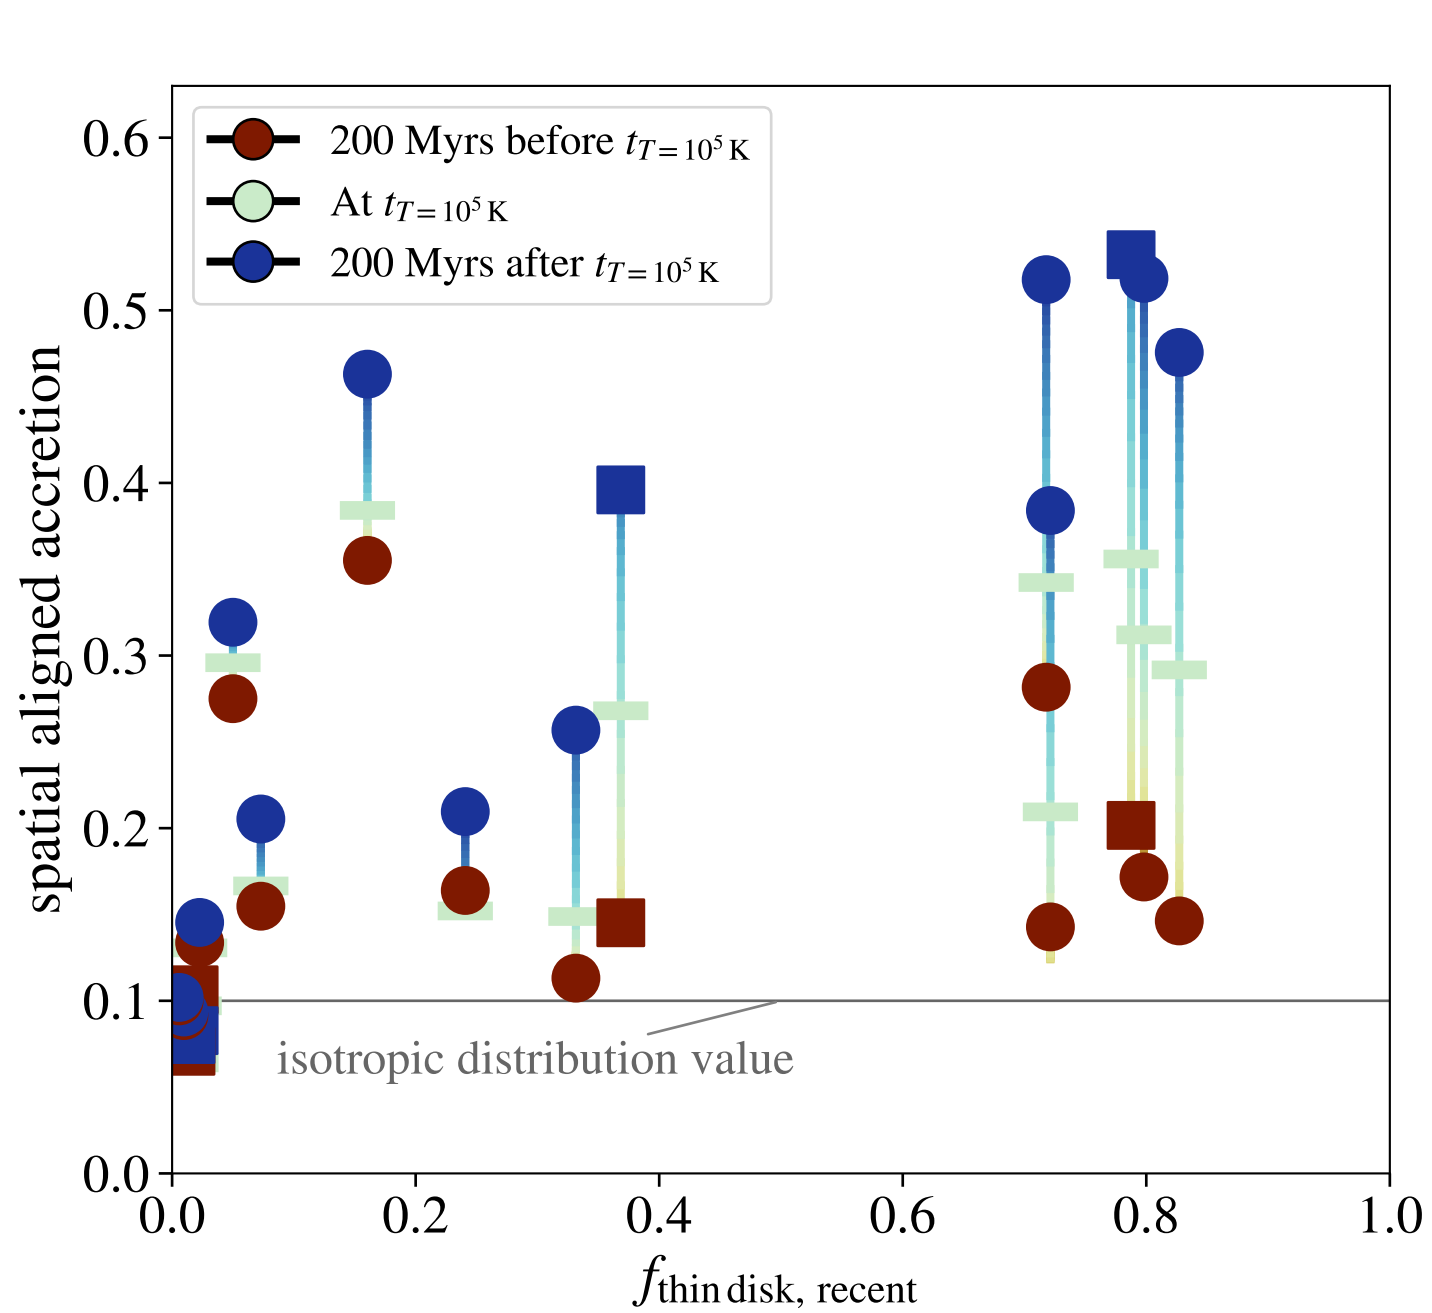 200 Myrs before t_{T=10^5 K}
At t_{T=10^5 K}
200 Myrs after t_{T=10^5 K}
0.6
0.5
0.4
0.3
0.2
0.1
0.0
spatial aligned accretion
isotropic distribution value
0.0 0.2 0.4 0.6 0.8 1.0
f_{thin disk, recent}